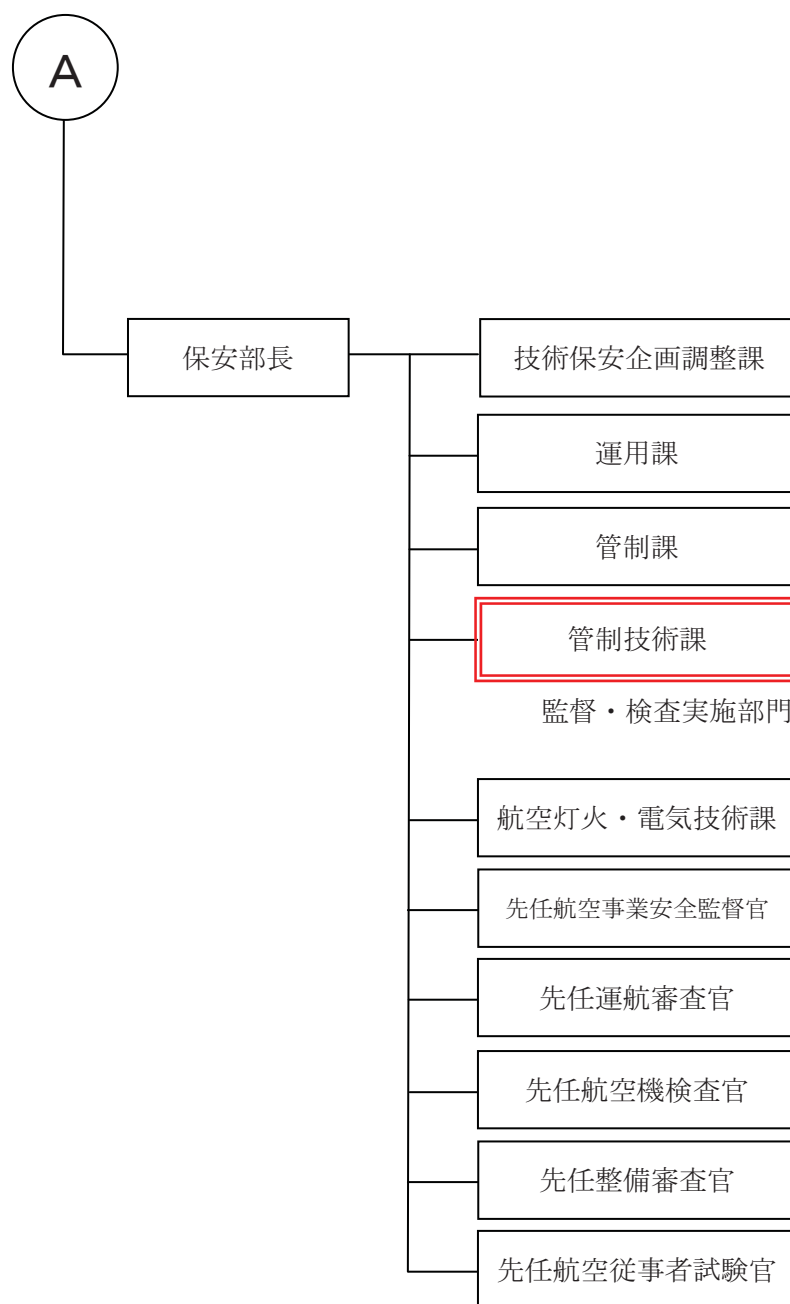 A
保安部長
技術保安企画調整課
運用課
管制課
管制技術課
監督・検査実施部門
航空灯火・電気技術課
先任航空事業安全監督官
先任運航審査官
先任航空機検査官
先任整備審査官
先任航空従事者試験官